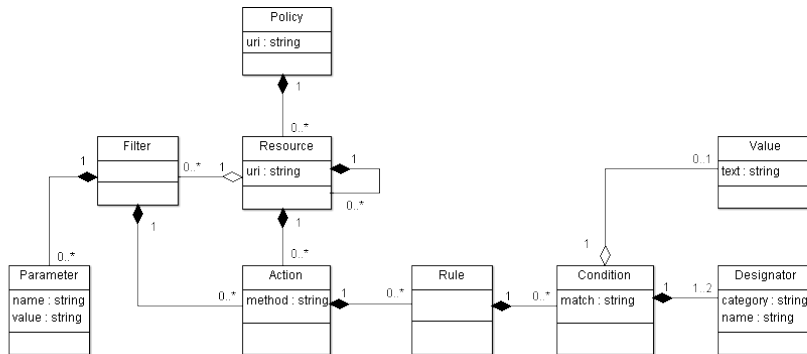 Policy
uri : string
1
0..*
Filter
Resource
uri : string
1
0..*
1
0..*
1
1
1
0..*
0..*
0..*
Value
text : string
0..1
1
Parameter
name : string
value : string
Action
method : string
1
0..*
Rule
1
0..*
Condition
match : string
1
1..2
Designator
category : string
name : string